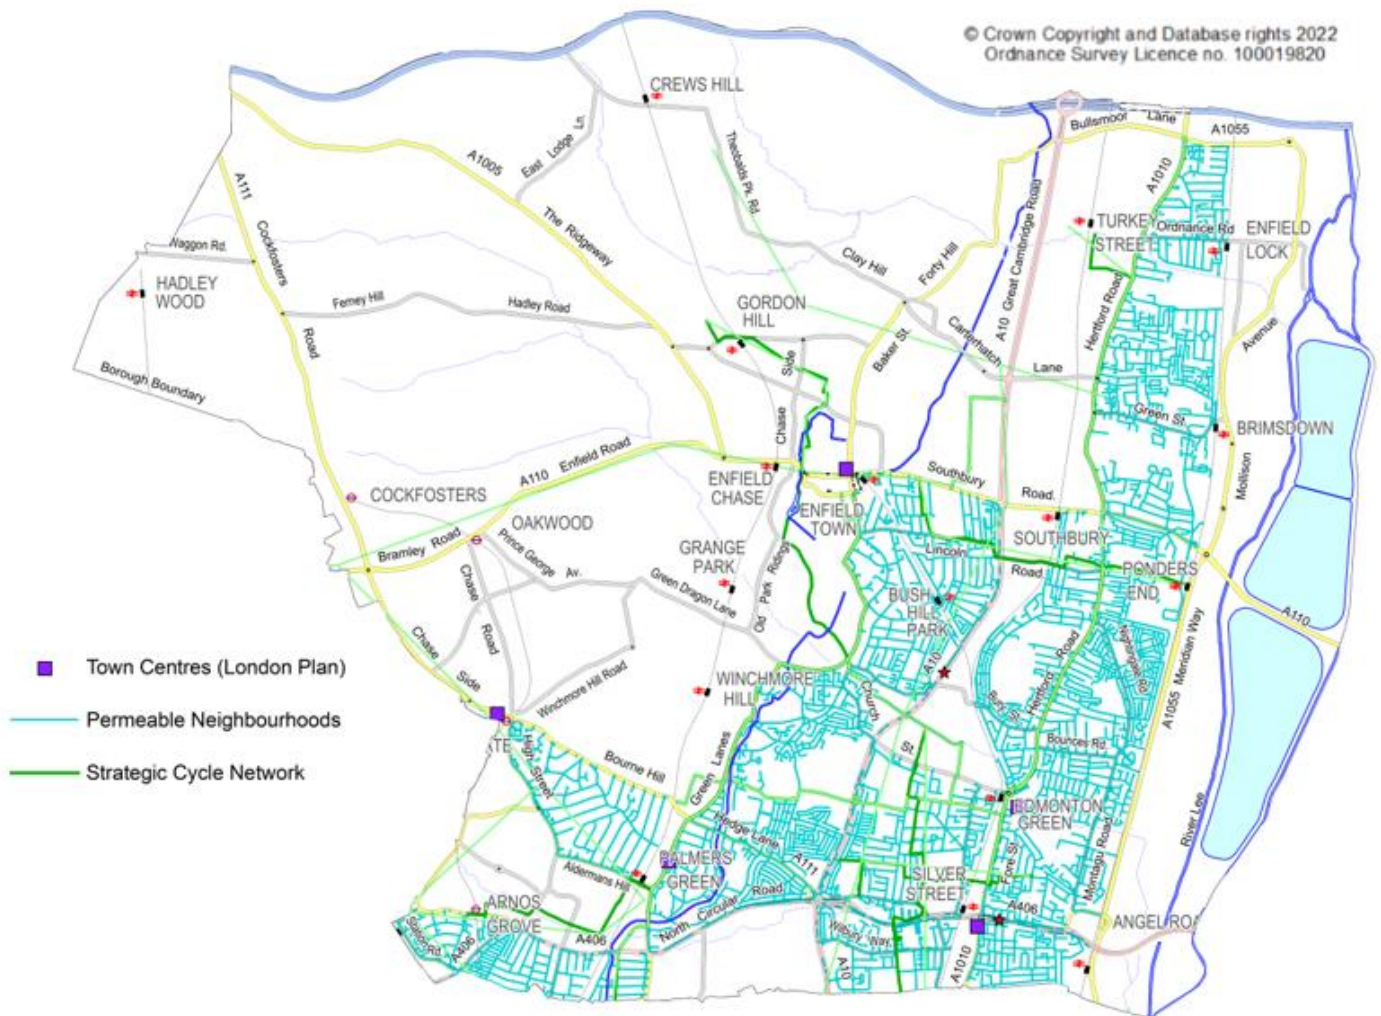 © Crown Copyright and Database rights 2022
Ordnance Survey Licence no. 100019820
CREWS HILL
Bullsmoor Lane
A1055
A1010
East Lodge Ln.
Theobalds Pk. Rd.
A1005
A111
The Ridgeway
Cockfosters
Road
Waggon Rd.
HADLEY
WOOD
Ferney Hill
Hadley Road
GORDON
HILL
Clay Hill
Forty Hill
A10 Great Cambridge Road
TURKEY
STREET
Ordnance Rd
ENFIELD
LOCK
Hertford Road
Carterhatch
Lane
Baker St.
Side
Chase
Borough Boundary
Green St.
Avenue
Mollison
BRIMSDOWN
A110 Enfield Road
ENFIELD
CHASE
ENFIELD
TOWN
Southbury
Road.
SOUTHBURY
COCKFOSTERS
OAKWOOD
Bramley Road
Prince George
Av.
Chase
Road
GRANGE
PARK
Green Dragon Lane
Old Park Ridings
Lincoln
Road
BUSH
HILL
PARK
PONDERS
END
A110
Nightingale Rd
A1055 Meridian Way
Hertford Road
Bury St
A10
Church
St.
Bounces Rd.
Chase
Side
Winchmore Hill Road
WINCHMORE
HILL
Town Centres (London Plan)
Permeable Neighbourhoods
Strategic Cycle Network
TE
High Street
Bourne Hill
Green Lanes
Hedge Lane
A111
EDMONTON
GREEN
Montagu Road
River Lee
Fore St
SILVER
STREET
PALMERS
GREEN
Aldermans Hill
North Circular Road
ARNOS
GROVE
A406
Station Rd.
A406
Wilbury Way
A10
A1010
A406
ANGEL ROA